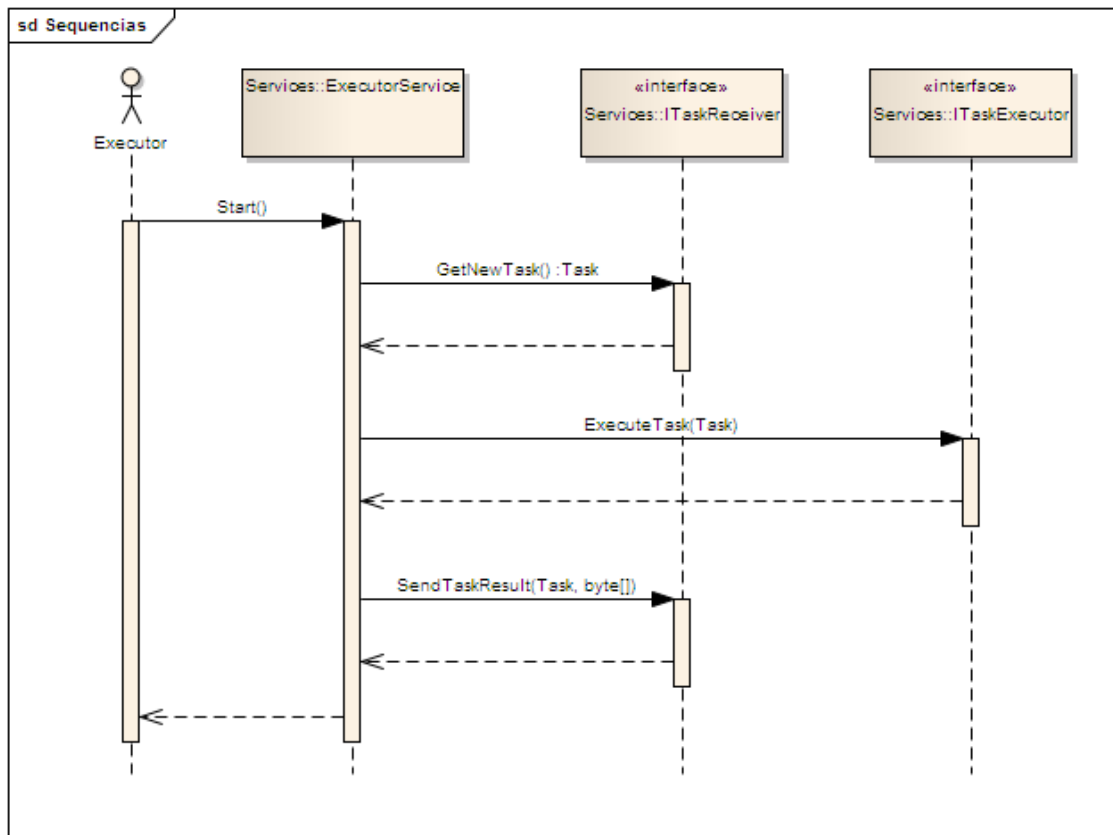 sd Sequencias
Executor
Services::ExecutorService
«interface»
Services::ITaskReceiver
«interface»
Services::ITaskExecutor
Start()
GetNewTask() :Task
ExecuteTask(Task)
SendTaskResult(Task, byte[])